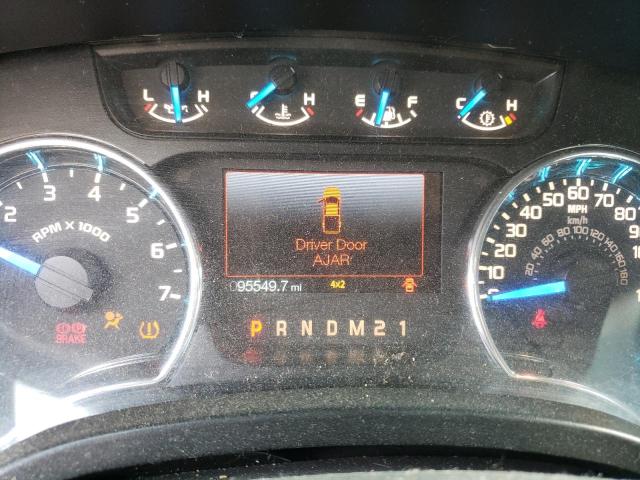 L H C H E F C H
2 3 4 5 6 7
RPM X 1000
BRAKE
Driver Door
AJAR
095549.7 mi 4x2
P R N D M 2 1
40 50 60 70 80
30 20 10
MPH
km/h
20 40 60 80 100 120 140 160 180